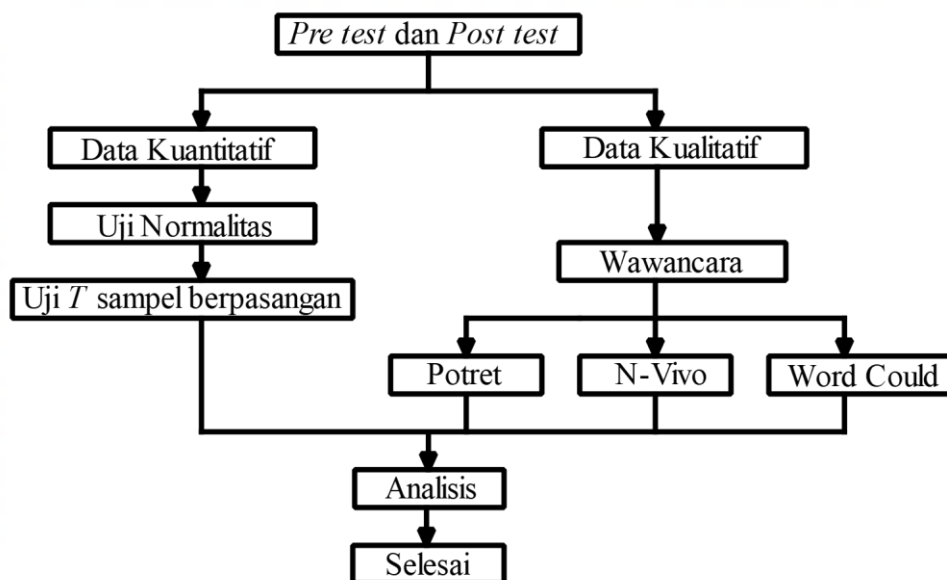 Pre test dan Post test
Data Kuantitatif
Data Kualitatif
Uji Normalitas
Wawancara
Uji T sampel berpasangan
Potret
N-Vivo
Word Could
Analisis
Selesai